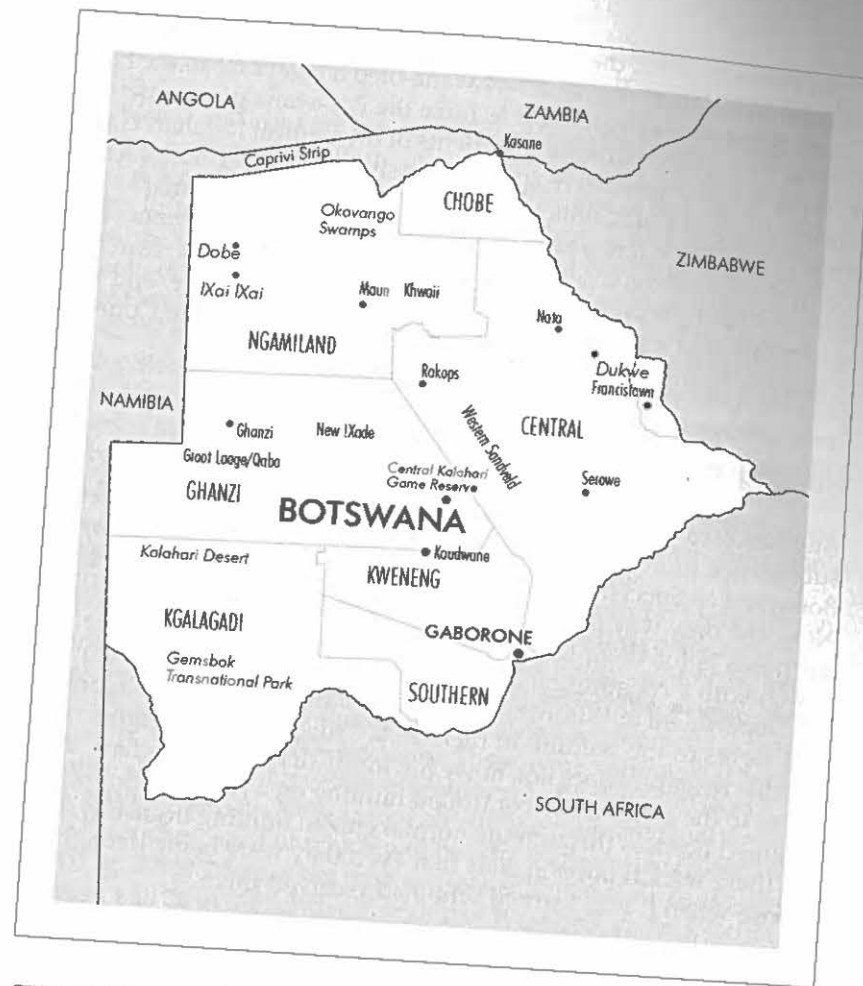 ANGOLA
ZAMBIA
Kasane
Caprivi Strip
CHOBE
Okavango
Swamps
ZIMBABWE
Dobe
!Xai !Xai
Maun
Khwaii
Nata
NGAMILAND
Dukwe
Francistown
Rakops
NAMIBIA
Ghanzi
New !Xade
CENTRAL
Western Sandveld
Groot Laagte/Qabo
Central Kalahari
Game Reserve
Serowe
GHANZI
BOTSWANA
Kalahari Desert
Kaudwane
KWENENG
KGALAGADI
GABORONE
Gemsbok
Transnational Park
SOUTHERN
SOUTH AFRICA